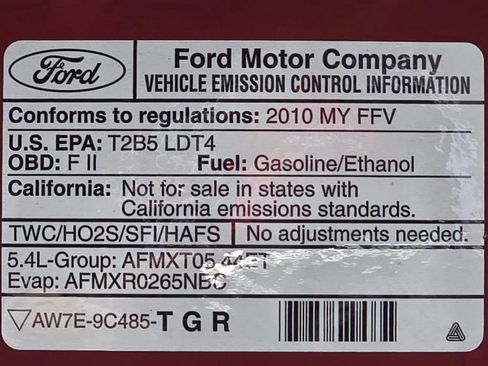 Ford
Ford Motor Company
VEHICLE EMISSION CONTROL INFORMATION
Conforms to regulations: 2010 MY FFV
U.S. EPA: T2B5 LDT4
OBD: F II Fuel: Gasoline/Ethanol
California: Not for sale in states with
California emissions standards.
TWC/HO2S/SFI/HAFS No adjustments needed.
5.4L-Group:
Evap: AFMXR0265NBC
▽AW7E-9C485-T G R